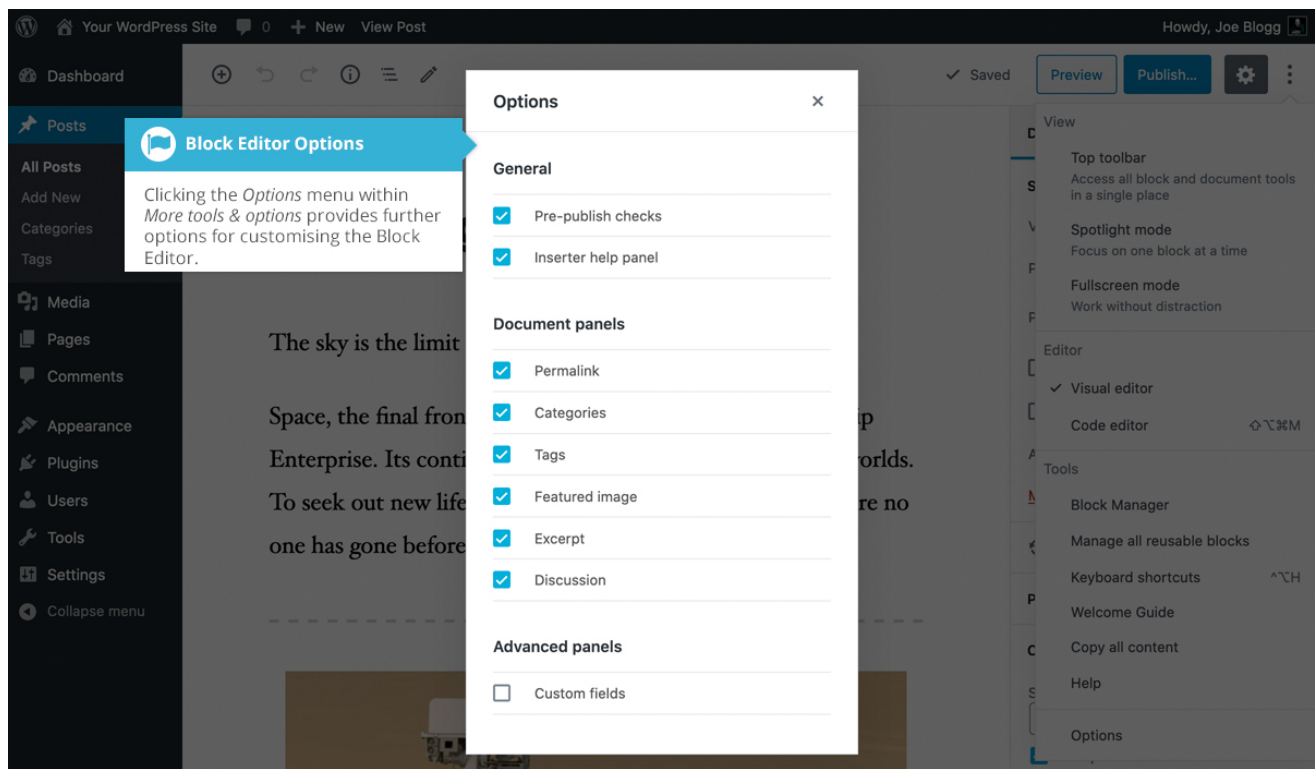 Your WordPress Site 0 New View Post Howdy, Joe Blogg
Dashboard
Posts
All Posts
Add New
Categories
Tags
Media
Pages
Comments
Appearance
Plugins
Users
Tools
Settings
Collapse menu
Saved Preview Publish...
Block Editor Options
Clicking the Options menu within
More tools & options provides further
options for customising the Block
Editor.
The sky is the limit
Space, the final fron
Enterprise. Its conti orlds.
To seek out new life re no
one has gone before
Options
General
Pre-publish checks
Inserter help panel
Document panels
Permalink
Categories
Tags
Featured image
Excerpt
Discussion
Advanced panels
Custom fields
View
Top toolbar
Access all block and document tools
in a single place
Spotlight mode
Focus on one block at a time
Fullscreen mode
Work without distraction
Editor
Visual editor
Code editor ⇧⌥⌘M
Tools
Block Manager
Manage all reusable blocks
Keyboard shortcuts ^⌥H
Welcome Guide
Copy all content
Help
Options